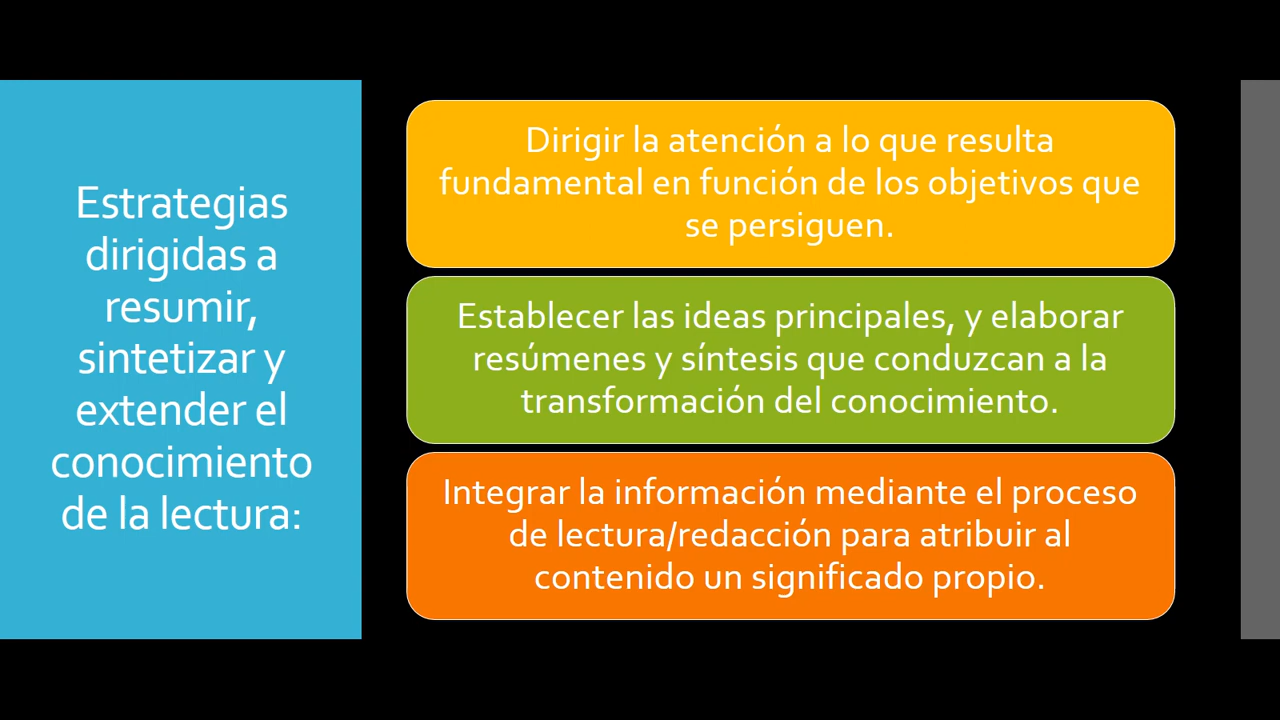 Estrategias
dirigidas a
resumir,
sintetizar y
extender el
conocimiento
de la lectura:
Dirigir la atención a lo que resulta
fundamental en función de los objetivos que
se persiguen.
Establecer las ideas principales, y elaborar
resúmenes y síntesis que conduzcan a la
transformación del conocimiento.
Integrar la información mediante el proceso
de lectura/redacción para atribuir al
contenido un significado propio.